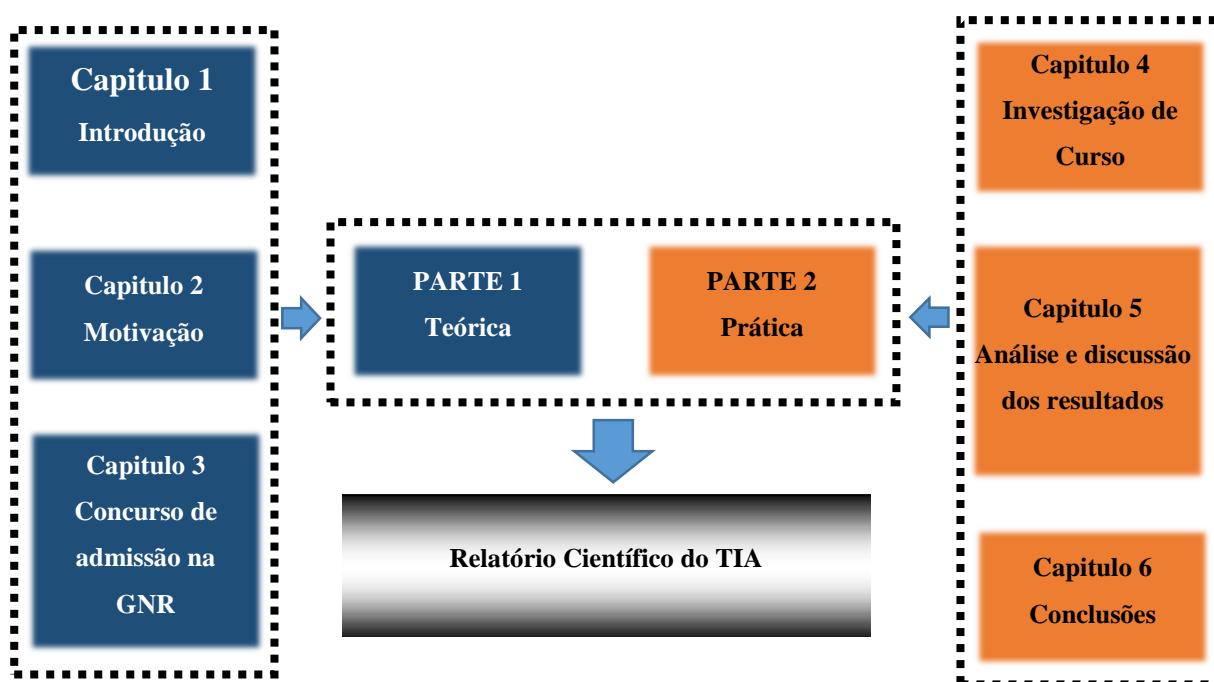 Capitulo 1
Introdução
Capitulo 2
Motivação
Capitulo 3
Concurso de
admissão na
GNR
PARTE 1
Teórica
PARTE 2
Prática
Relatório Científico do TIA
Capitulo 4
Investigação de
Curso
Capitulo 5
Análise e discussão
dos resultados
Capitulo 6
Conclusões